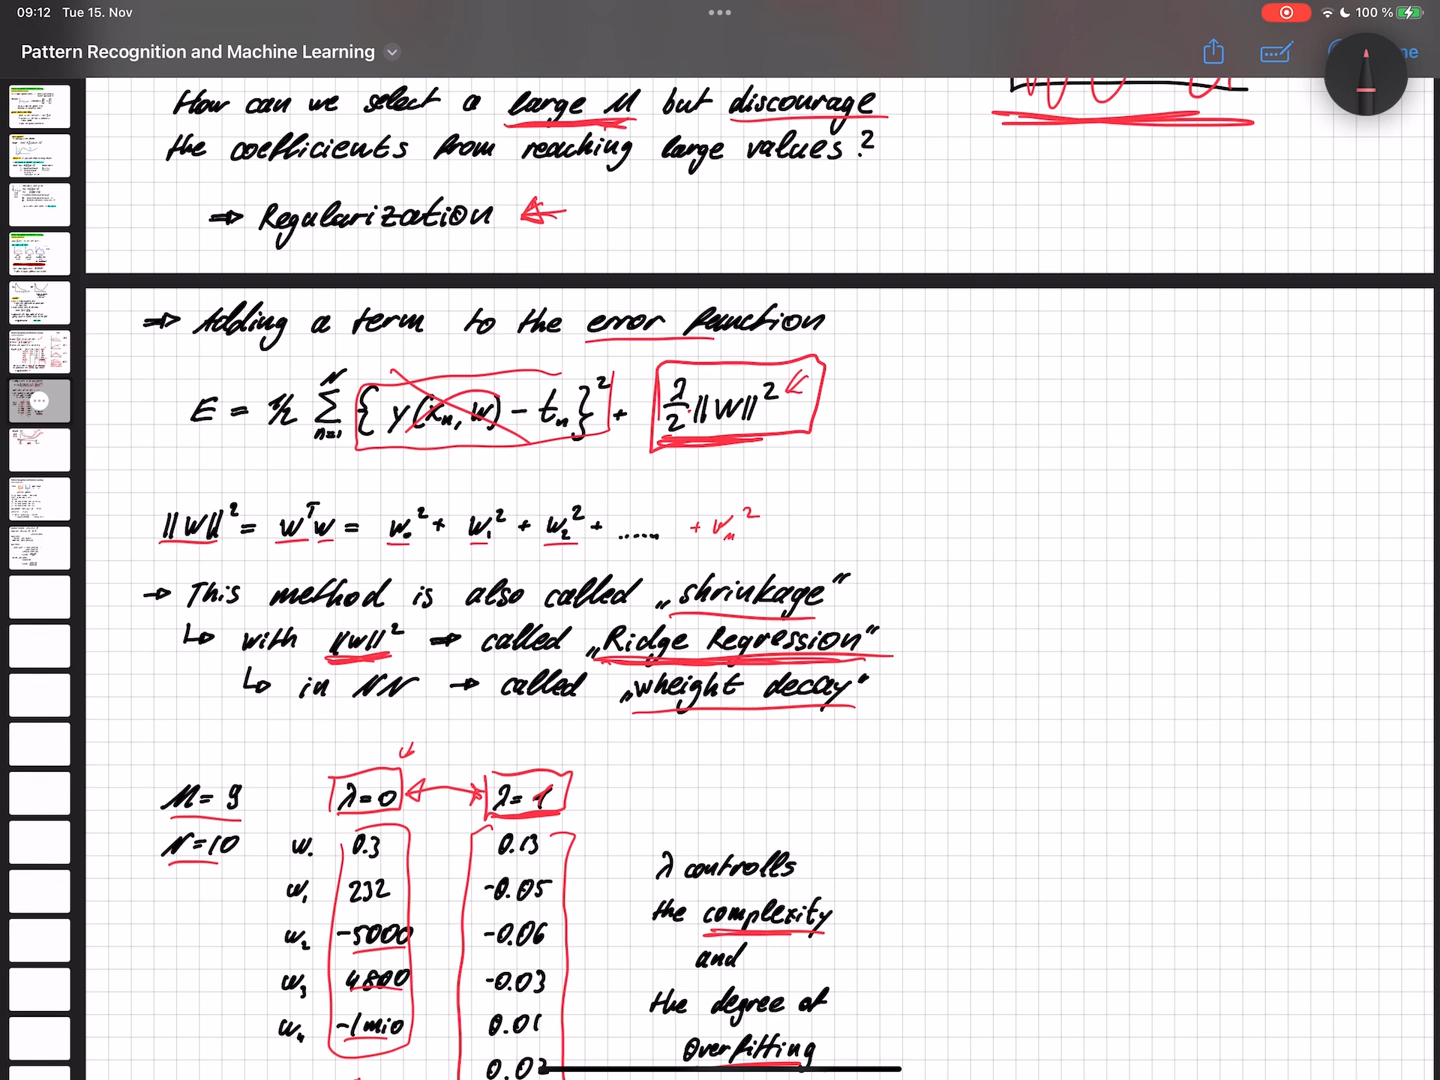 09:12 Tue 15. Nov
100 %
Pattern Recognition and Machine Learning
How can we select a large M but discourage
the coefficients from reaching large values?
⇒ Regularization ←
⇒ Adding a term to the error function
E = 1/2 Σ n=1 N { y(xn, w) - tn }² + λ/2 ||W||²
||W||² = wᵀw = w₀² + w₁² + w₂² + ..... + wₘ²
→ This method is also called „shrinkage"
↳ with ||w||² ⇒ called „Ridge Regression"
↳ in NN → called „wheight decay"
M = 9 λ=0 λ=1
N=10 w. 0.3 0.13
w₁ 232 -0.05
w₂ -5000 -0.06
w₃ 4800 -0.03
w₄ -1mio 0.01
0.02
λ controlls
the complexity
and
the degree of
Overfitting